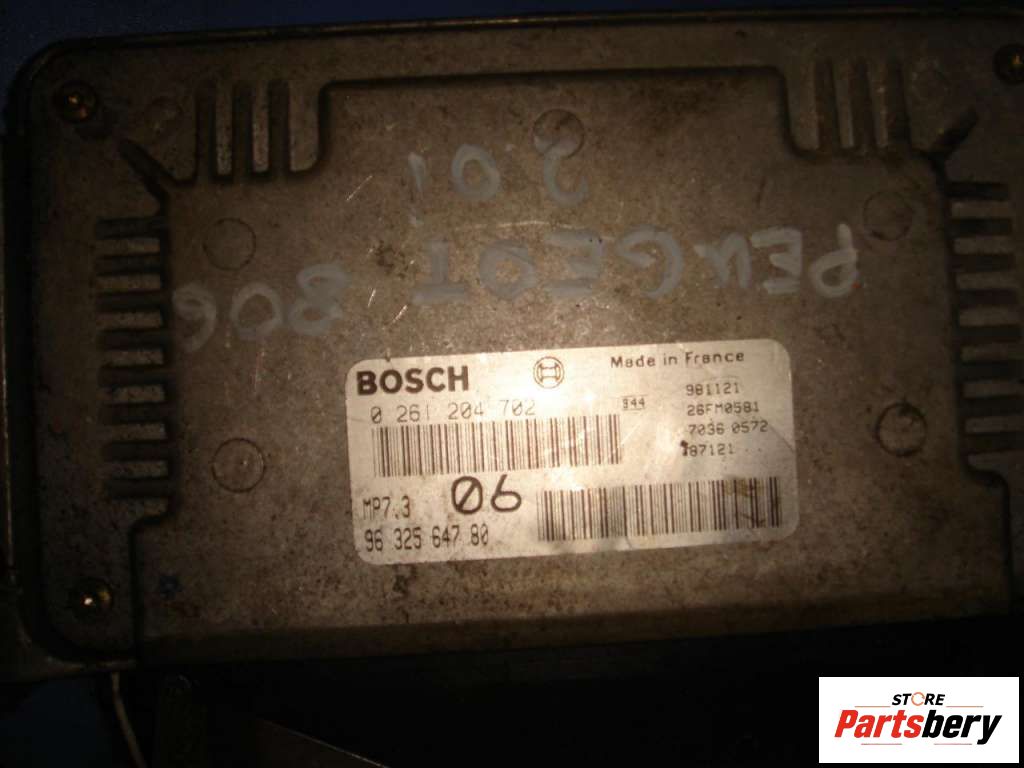 2.0i
PEUGEOT 806
BOSCH
Made in France
0 261 204 702
944
981121
26FM0581
7036 0572
87121
MP7.3
06
96 325 647 80
STORE
Partsbery